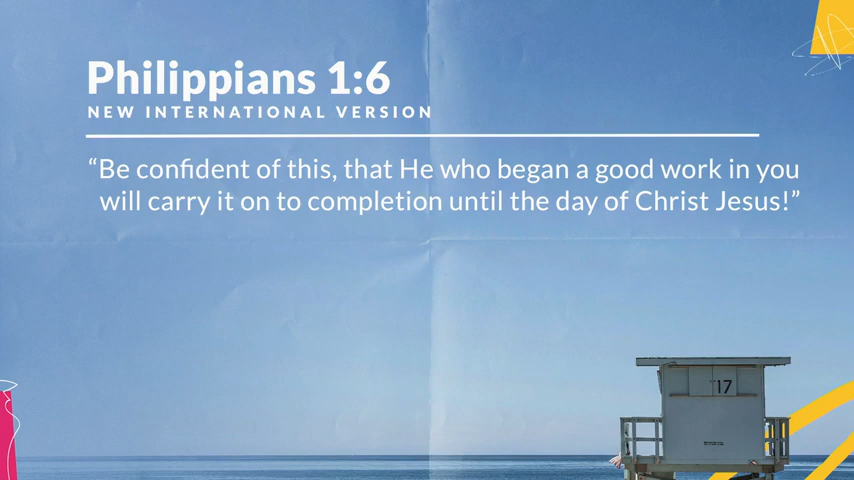 Philippians 1:6
NEW INTERNATIONAL VERSION
“Be confident of this, that He who began a good work in you
will carry it on to completion until the day of Christ Jesus!”
17